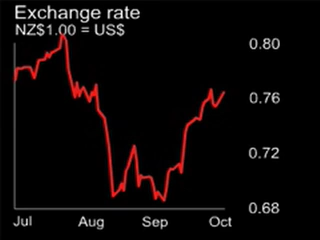 Exchange rate
NZ$1.00 = US$
0.80
0.76
0.72
0.68
Jul Aug Sep Oct